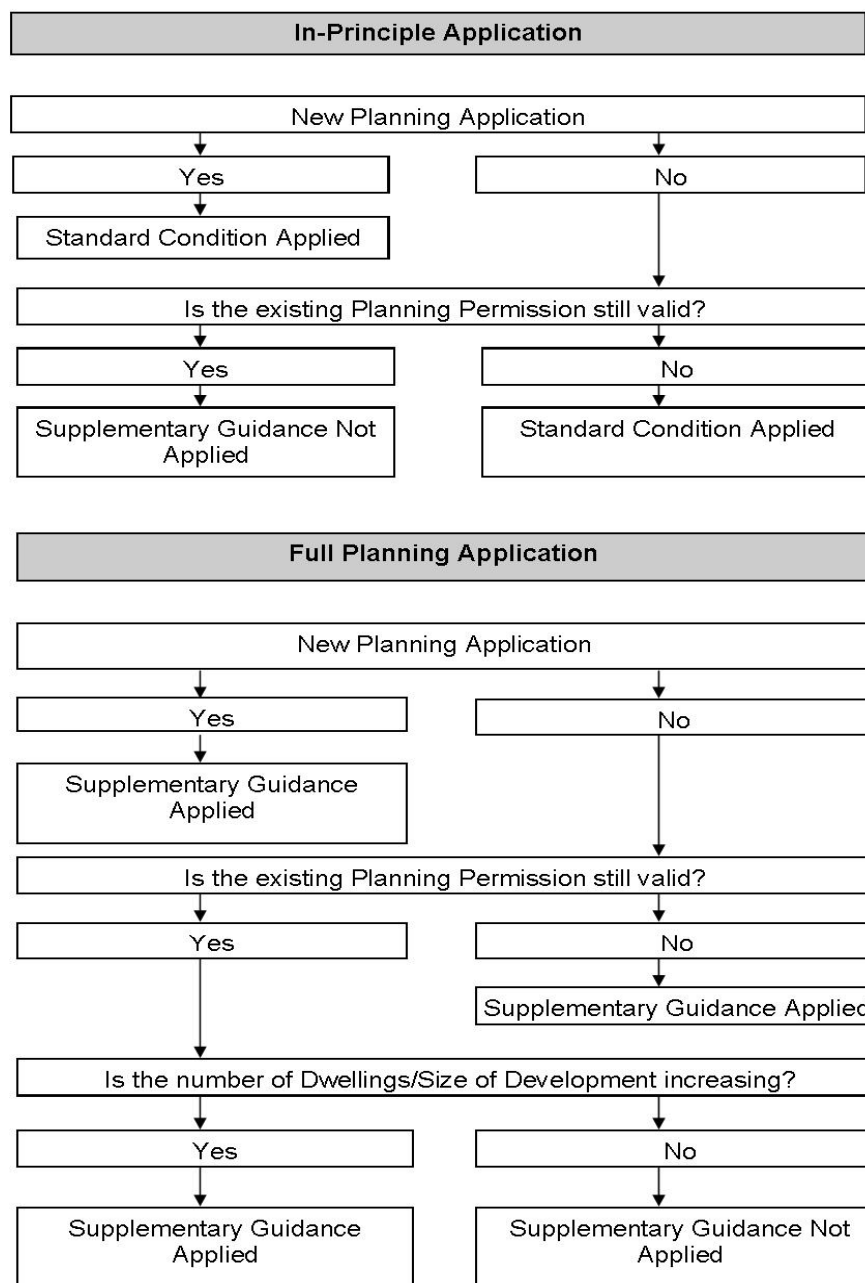 In-Principle Application
New Planning Application
Yes
No
Standard Condition Applied
Is the existing Planning Permission still valid?
Yes
No
Supplementary Guidance Not
Applied
Standard Condition Applied
Full Planning Application
New Planning Application
Yes
No
Supplementary Guidance
Applied
Is the existing Planning Permission still valid?
Yes
No
Supplementary Guidance Applied
Is the number of Dwellings/Size of Development increasing?
Yes
No
Supplementary Guidance
Applied
Supplementary Guidance Not
Applied